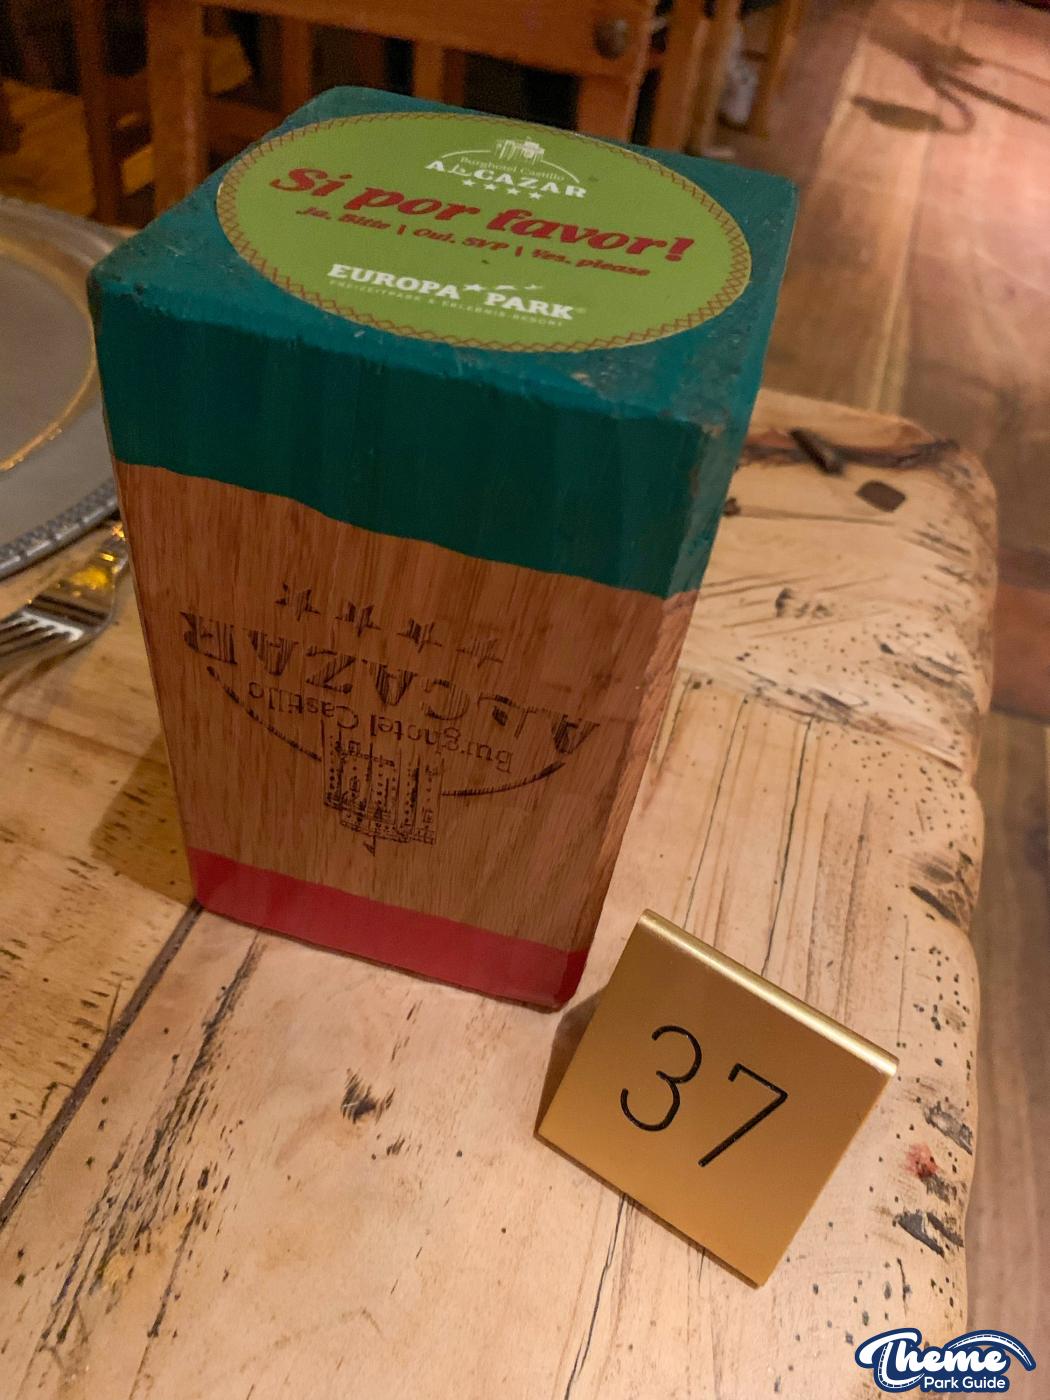 Burghotel Castillo
ALCAZAR
Sí por favor!
Ja, Bitte | Oui, SVP | Yes, please
EUROPA PARK®
FREIZEITPARK & ERLEBNIS-RESORT
ALCAZAR
Burghotel Castillo
37
Theme
Park Guide